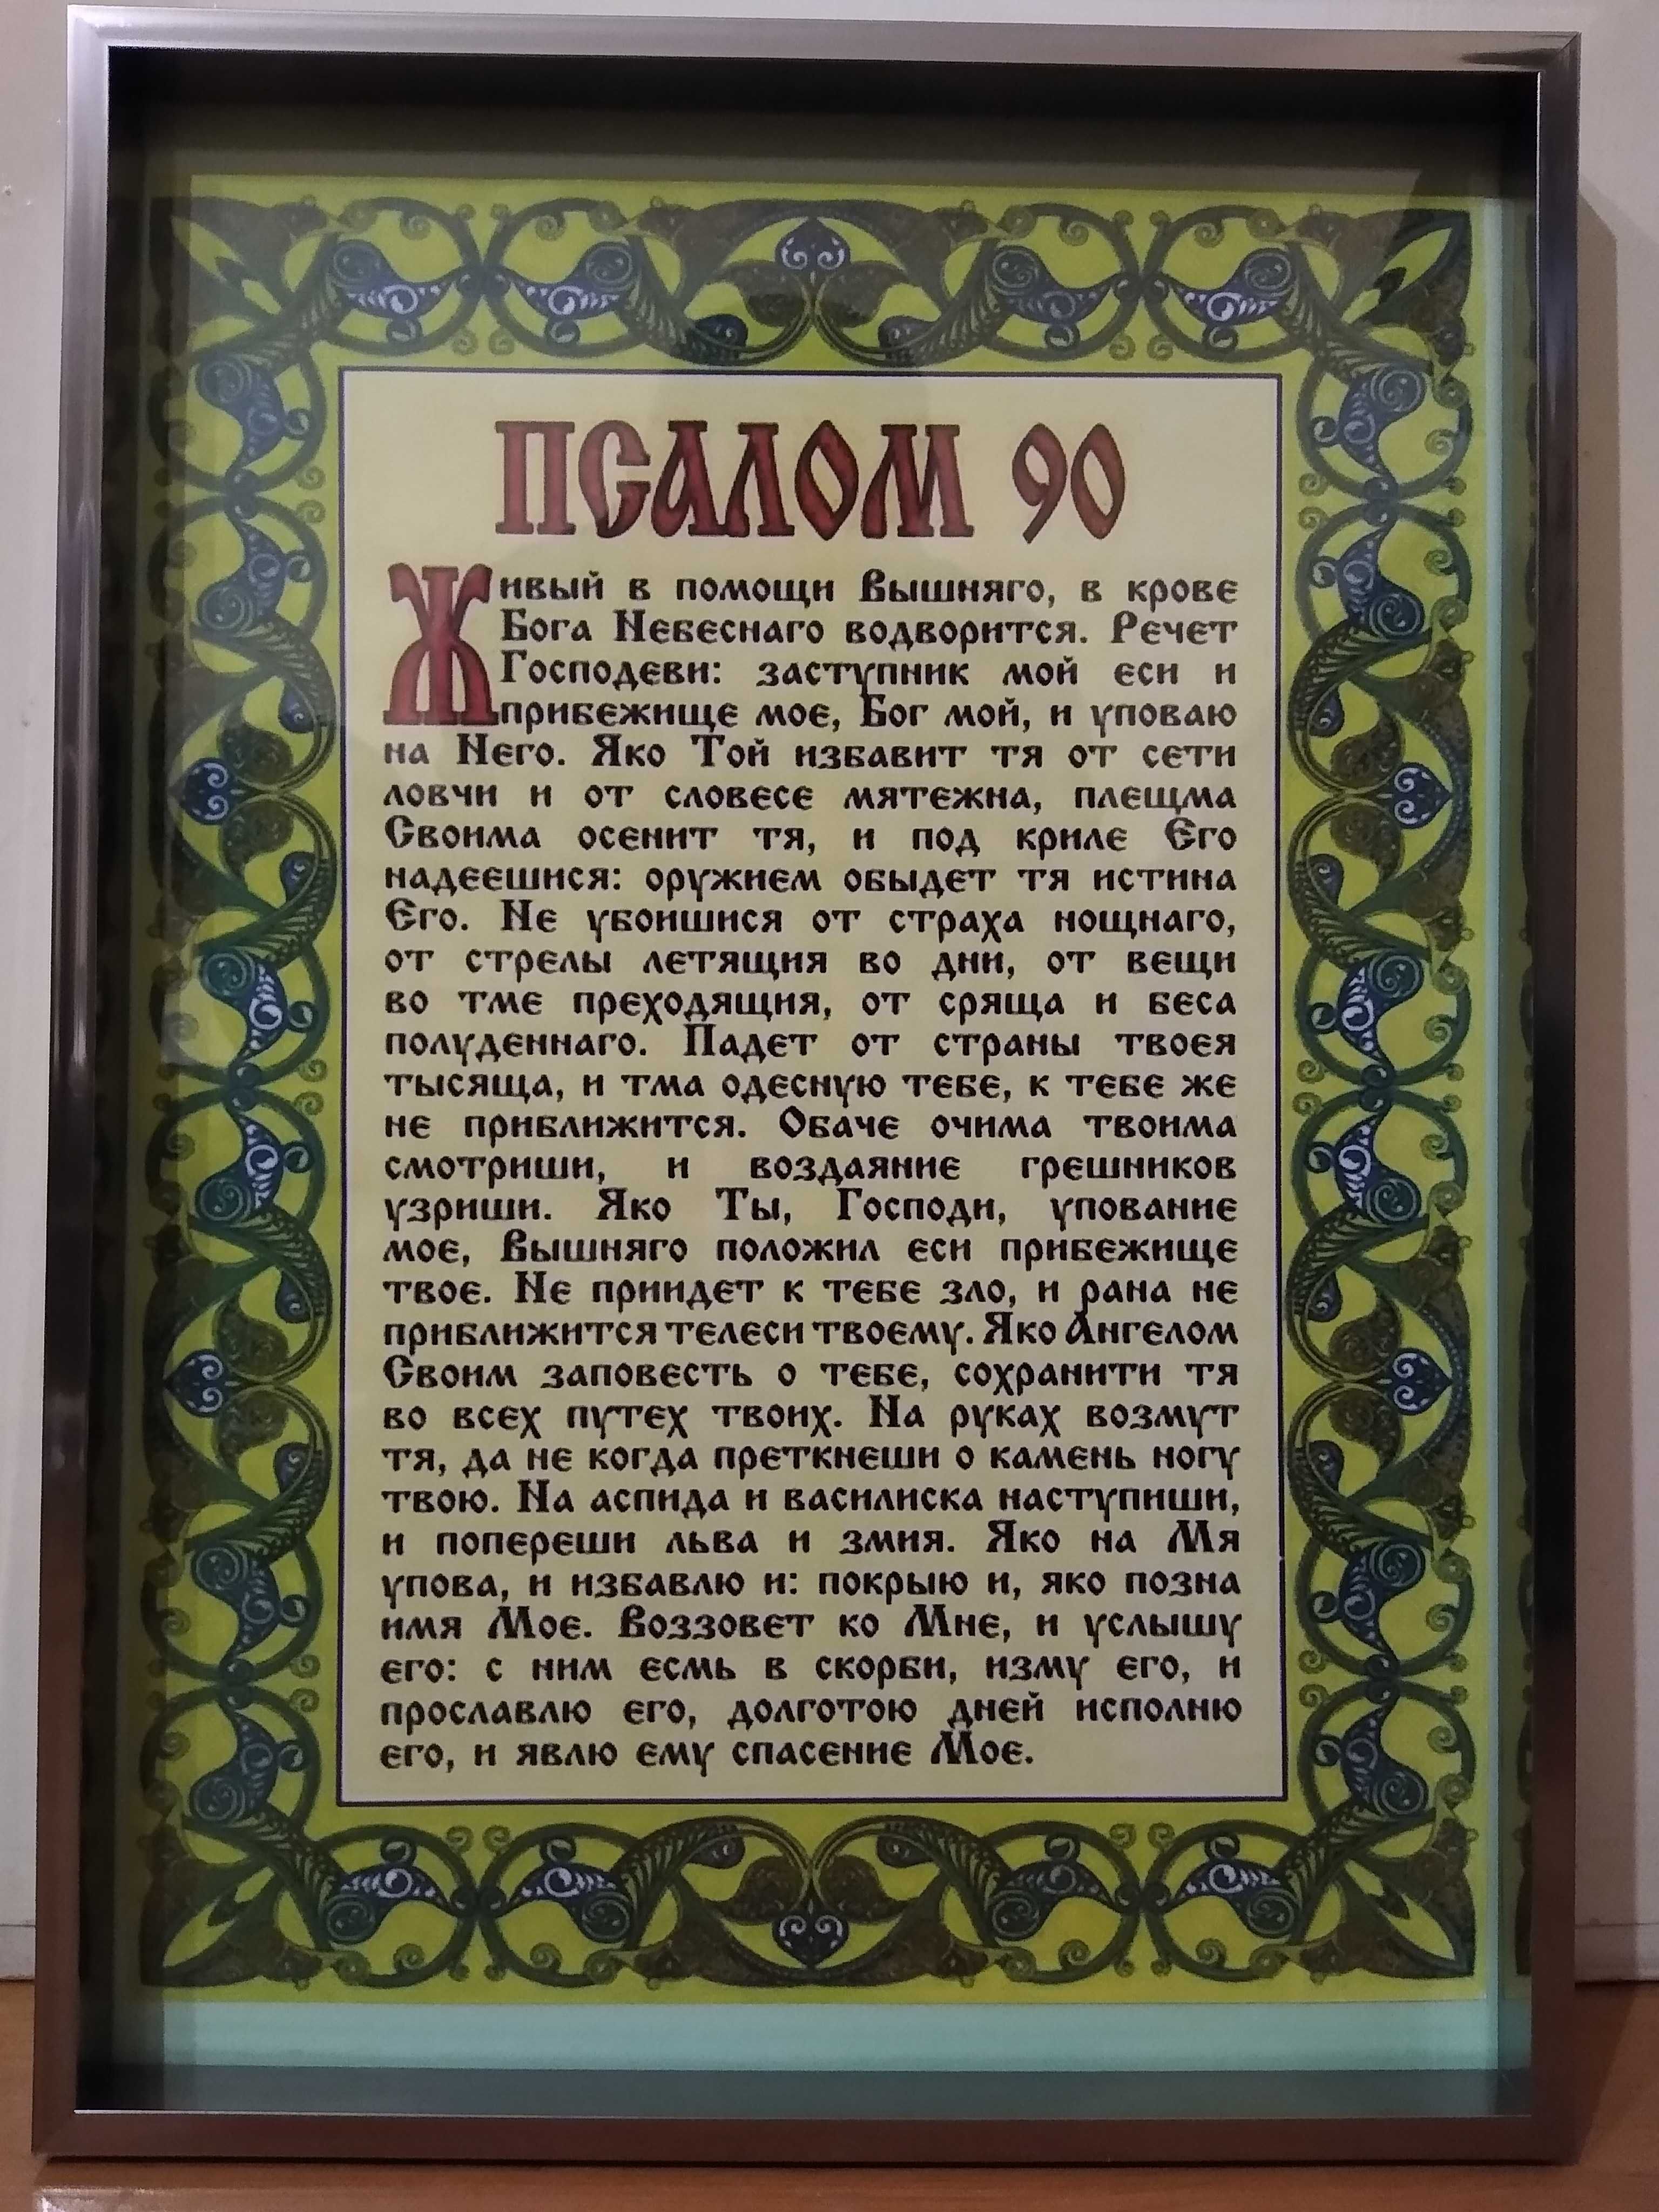 ПСАЛОМ 90
Живый в помощи Вышняго, в крове
Бога Небеснаго водворится. Речет
Господеви: заступник мой еси и
прибежище мое, Бог мой, и уповаю
на Него. Яко Той избавит тя от сети
ловчи и от словесе мятежна, плещма
Своима осенит тя, и под криле Его
надеешися: оружием обыдет тя истина
Его. Не убоишися от страха нощнаго,
от стрелы летящия во дни, от вещи
во тме преходящия, от сряща и беса
полуденнаго. Падет от страны твоея
тысяща, и тма одесную тебе, к тебе же
не приближится. Обаче очима твоима
смотриши, и воздаяние грешников
узриши. Яко Ты, Господи, упование
мое, Вышняго положил еси прибежище
твое. Не приидет к тебе зло, и рана не
приближится телеси твоему. Яко Ангелом
Своим заповесть о тебе, сохранити тя
во всех путех твоих. На руках возмут
тя, да не когда преткнеши о камень ногу
твою. На аспида и василиска наступиши,
и попереши льва и змия. Яко на Мя
упова, и избавлю и: покрыю и, яко позна
имя Мое. Воззовет ко Мне, и услышу
его: с ним есмь в скорби, изму его, и
прославлю его, долготою дней исполню
его, и явлю ему спасение Мое.